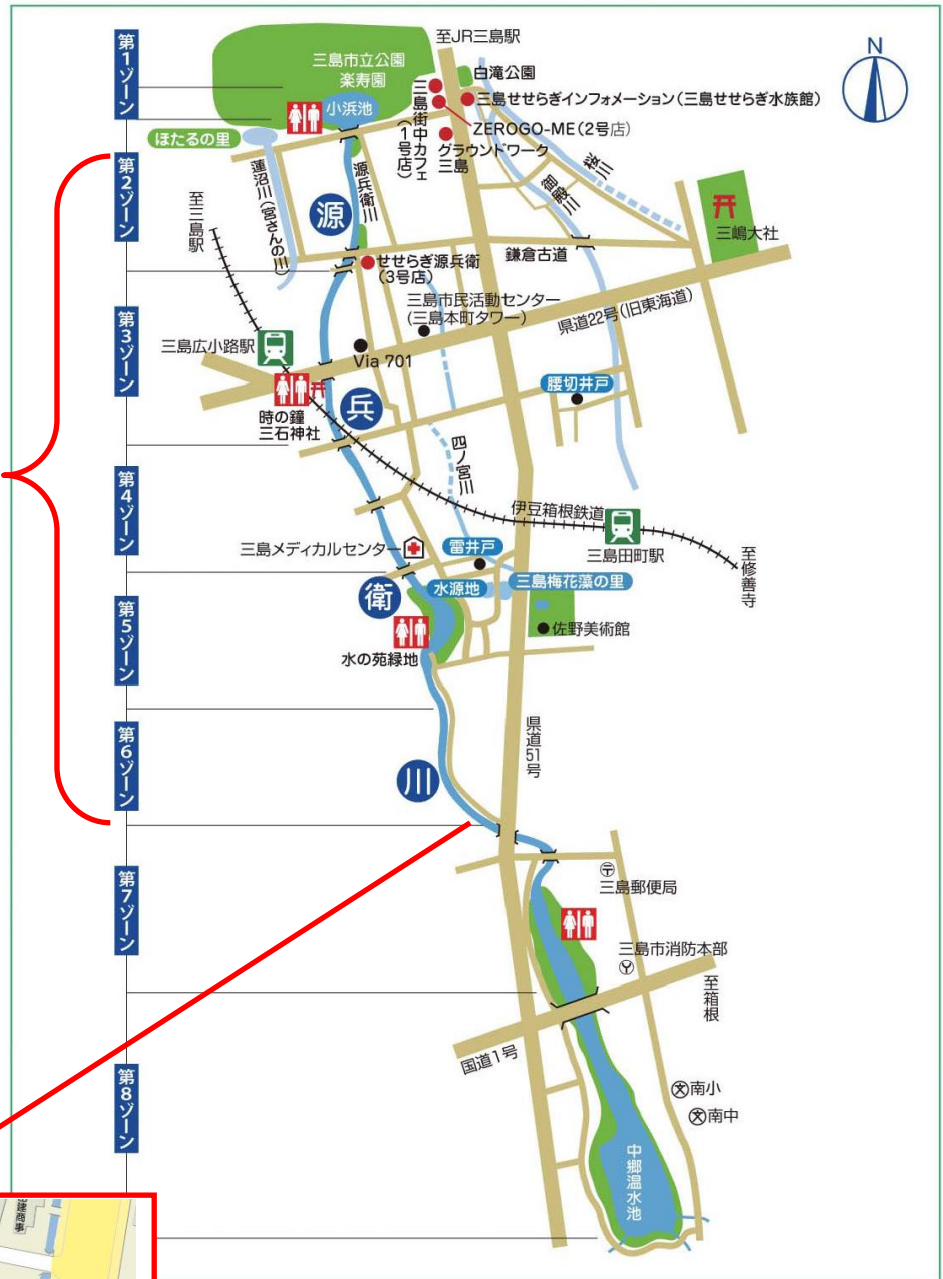 第1ゾーン
第2ゾーン
第3ゾーン
第4ゾーン
第5ゾーン
第6ゾーン
第7ゾーン
第8ゾーン
至JR三島駅
N
三島市立公園
楽寿園
小浜池
白滝公園
三島せせらぎインフォメーション(三島せせらぎ水族館)
三島街中カフェ
(1号店)
ZEROGO-ME(2号店)
グラウンドワーク
三島
ほたるの里
蓮沼川(宮さんの川)
源兵衛川
桜川
御殿川
三嶋大社
至三島駅
源
鎌倉古道
せせらぎ源兵衛
(3号店)
三島市民活動センター
(三島本町タワー)
県道22号(旧東海道)
三島広小路駅
Via 701
時の鐘
三石神社
兵
腰切井戸
四ノ宮川
伊豆箱根鉄道
三島田町駅
至修善寺
三島メディカルセンター
雷井戸
衛
水源地
三島梅花藻の里
佐野美術館
水の苑緑地
県道51号
川
〒
三島郵便局
三島市消防本部
至箱根
国道1号
文南小
文南中
中郷温水池
建商事